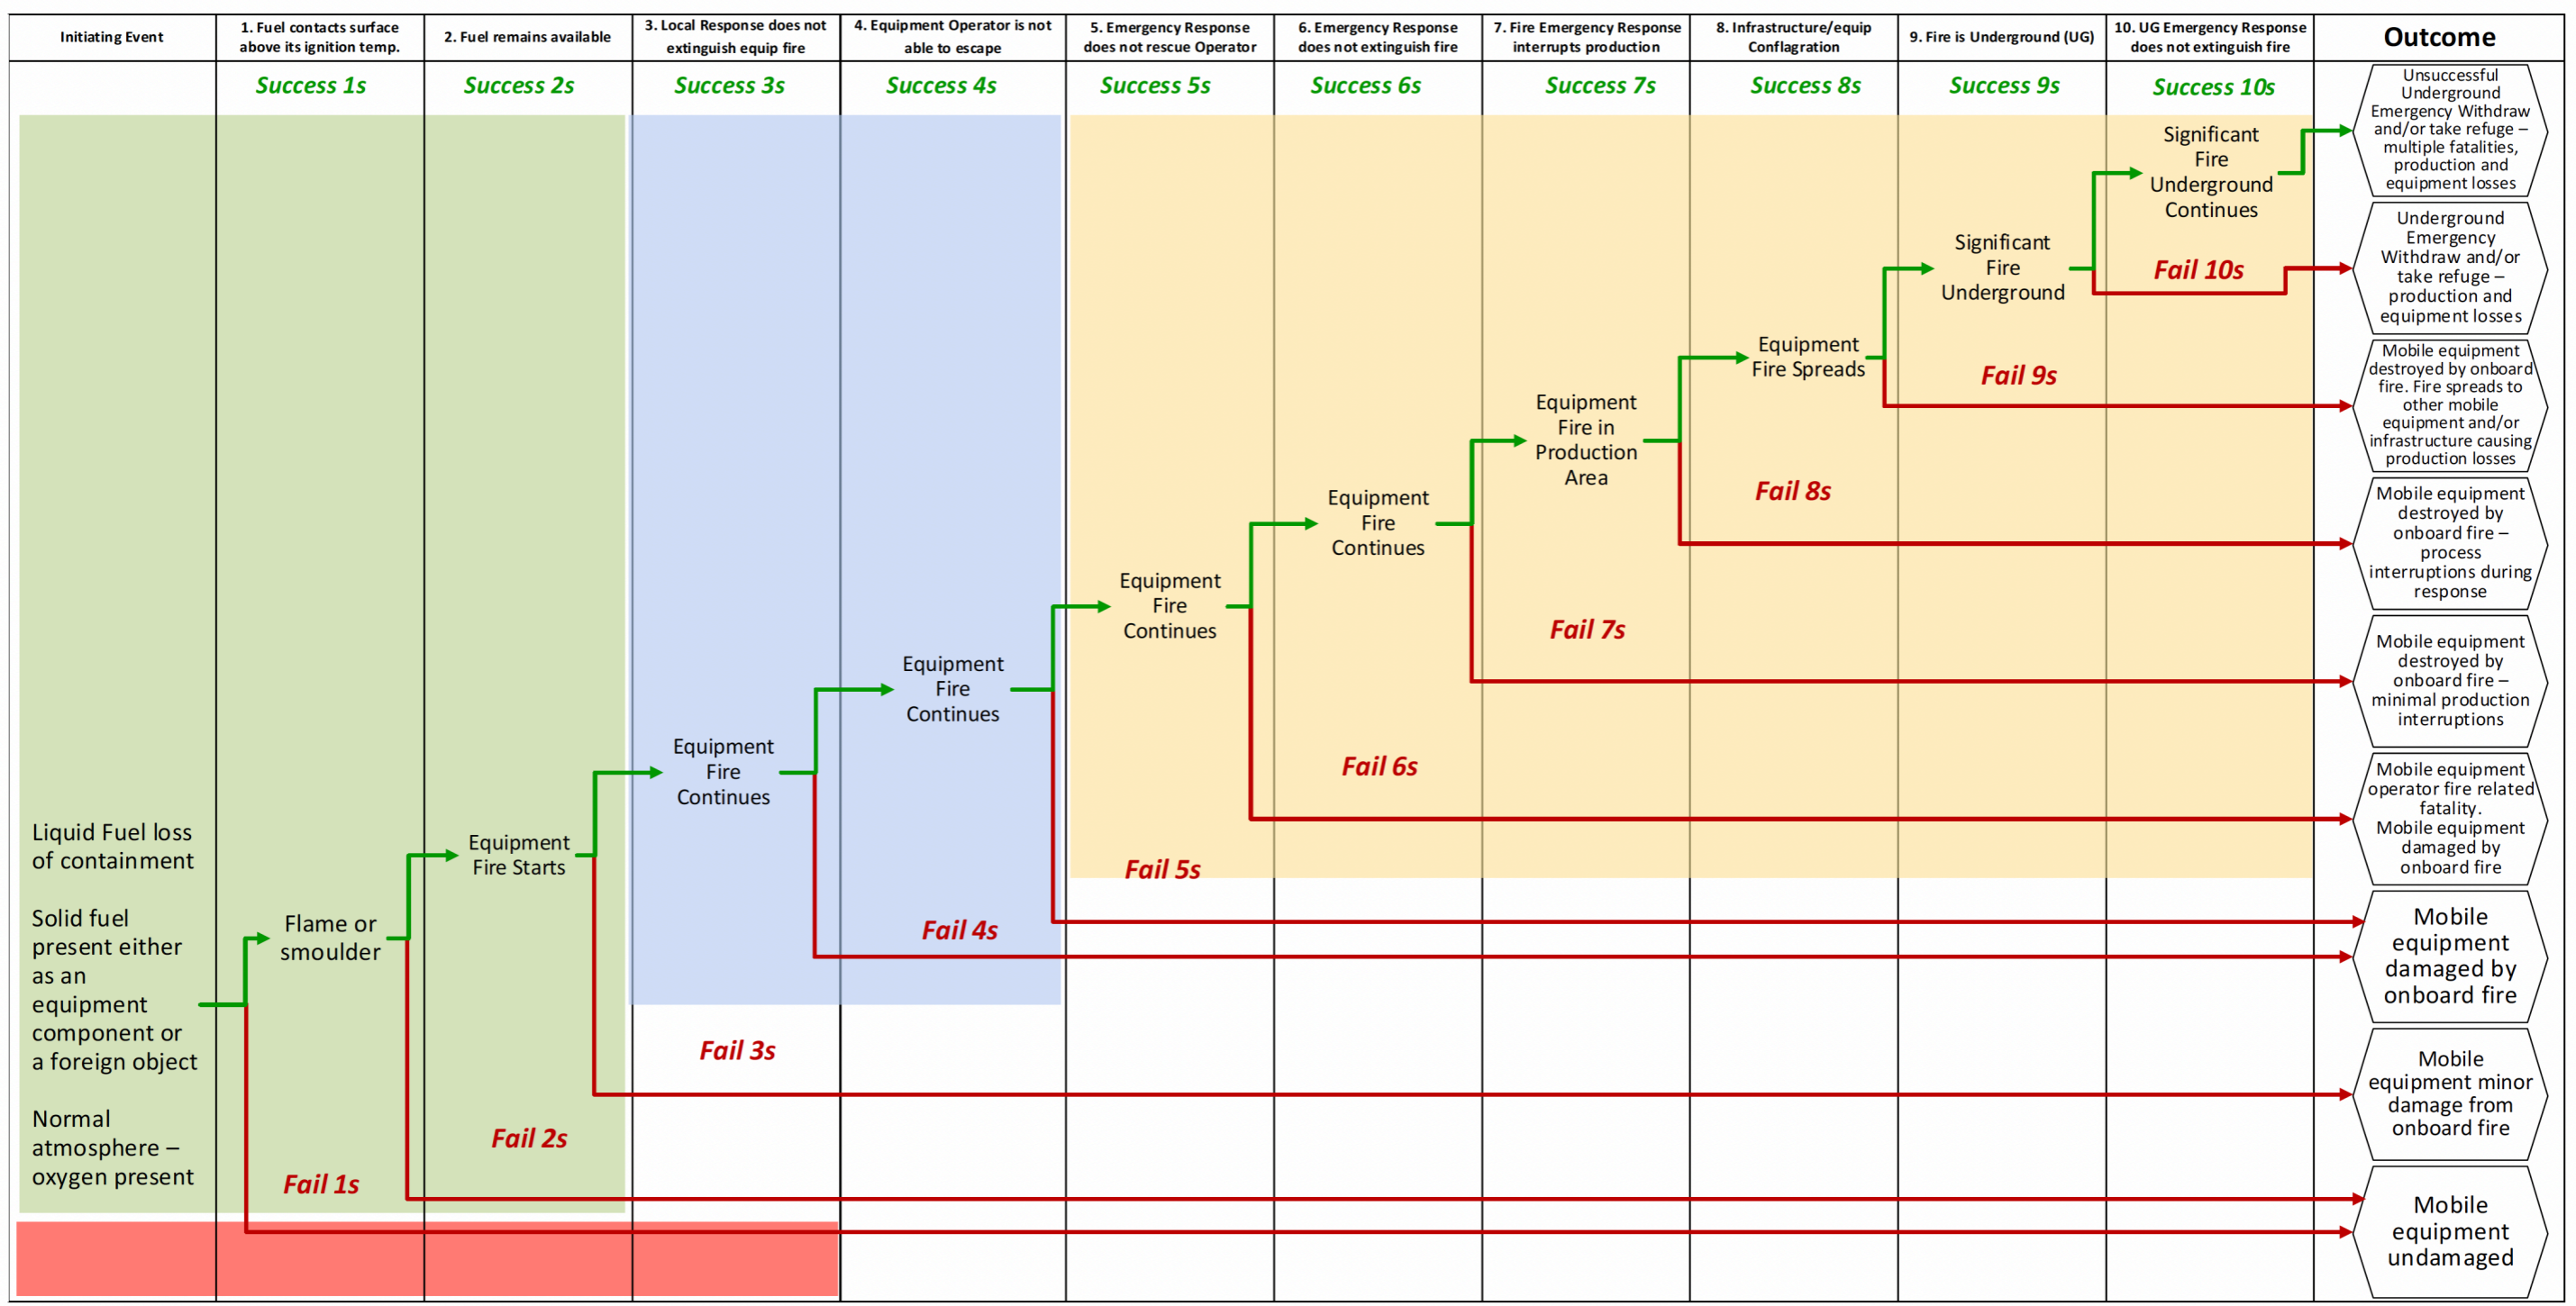 Initiating Event
1. Fuel contacts surface
above its ignition temp.
2. Fuel remains available
3. Local Response does not
extinguish equip fire
4. Equipment Operator is not
able to escape
5. Emergency Response
does not rescue Operator
6. Emergency Response
does not extinguish fire
7. Fire Emergency Response
interrupts production
8. Infrastructure/equip
Conflagration
9. Fire is Underground (UG)
10. UG Emergency Response
does not extinguish fire
Outcome
Success 1s
Success 2s
Success 3s
Success 4s
Success 5s
Success 6s
Success 7s
Success 8s
Success 9s
Success 10s
Liquid Fuel loss
of containment
Solid fuel
present either
as an
equipment
component or
a foreign object
Normal
atmosphere –
oxygen present
Flame or
smoulder
Fail 1s
Equipment
Fire Starts
Fail 2s
Equipment
Fire
Continues
Fail 3s
Equipment
Fire
Continues
Fail 4s
Equipment
Fire
Continues
Fail 5s
Equipment
Fire
Continues
Fail 6s
Equipment
Fire in
Production
Area
Fail 7s
Equipment
Fire Spreads
Fail 8s
Significant
Fire
Underground
Fail 9s
Significant
Fire
Underground
Continues
Fail 10s
Unsuccessful
Underground
Emergency Withdraw
and/or take refuge –
multiple fatalities,
production and
equipment losses
Underground
Emergency
Withdraw and/or
take refuge –
production and
equipment losses
Mobile equipment
destroyed by onboard
fire. Fire spreads to
other mobile
equipment and/or
infrastructure causing
production losses
Mobile equipment
destroyed by
onboard fire –
process
interruptions during
response
Mobile equipment
destroyed by
onboard fire –
minimal production
interruptions
Mobile equipment
operator fire related
fatality.
Mobile equipment
damaged by
onboard fire
Mobile
equipment
damaged by
onboard fire
Mobile
equipment minor
damage from
onboard fire
Mobile
equipment
undamaged